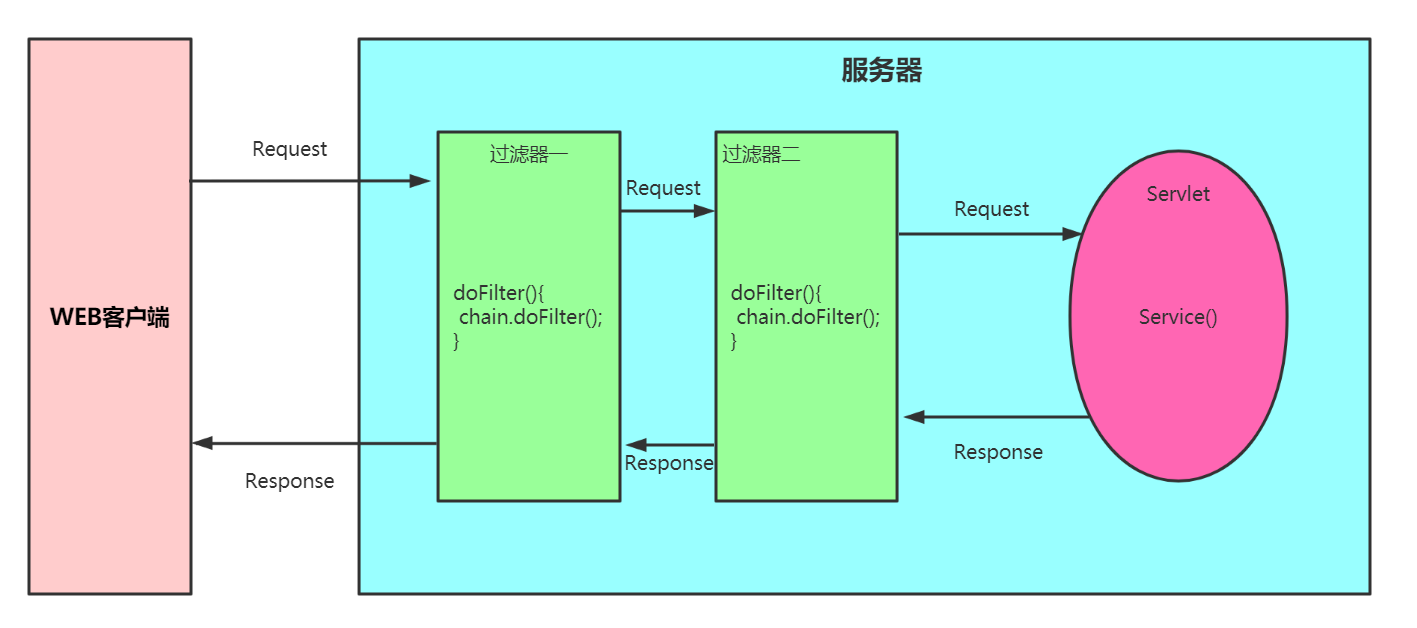 服务器
Request
过滤器一
过滤器二
Request
Servlet
Request
doFilter(){
chain.doFilter();
}
doFilter(){
chain.doFilter();
}
WEB客户端
Service()
Response
Response
Response